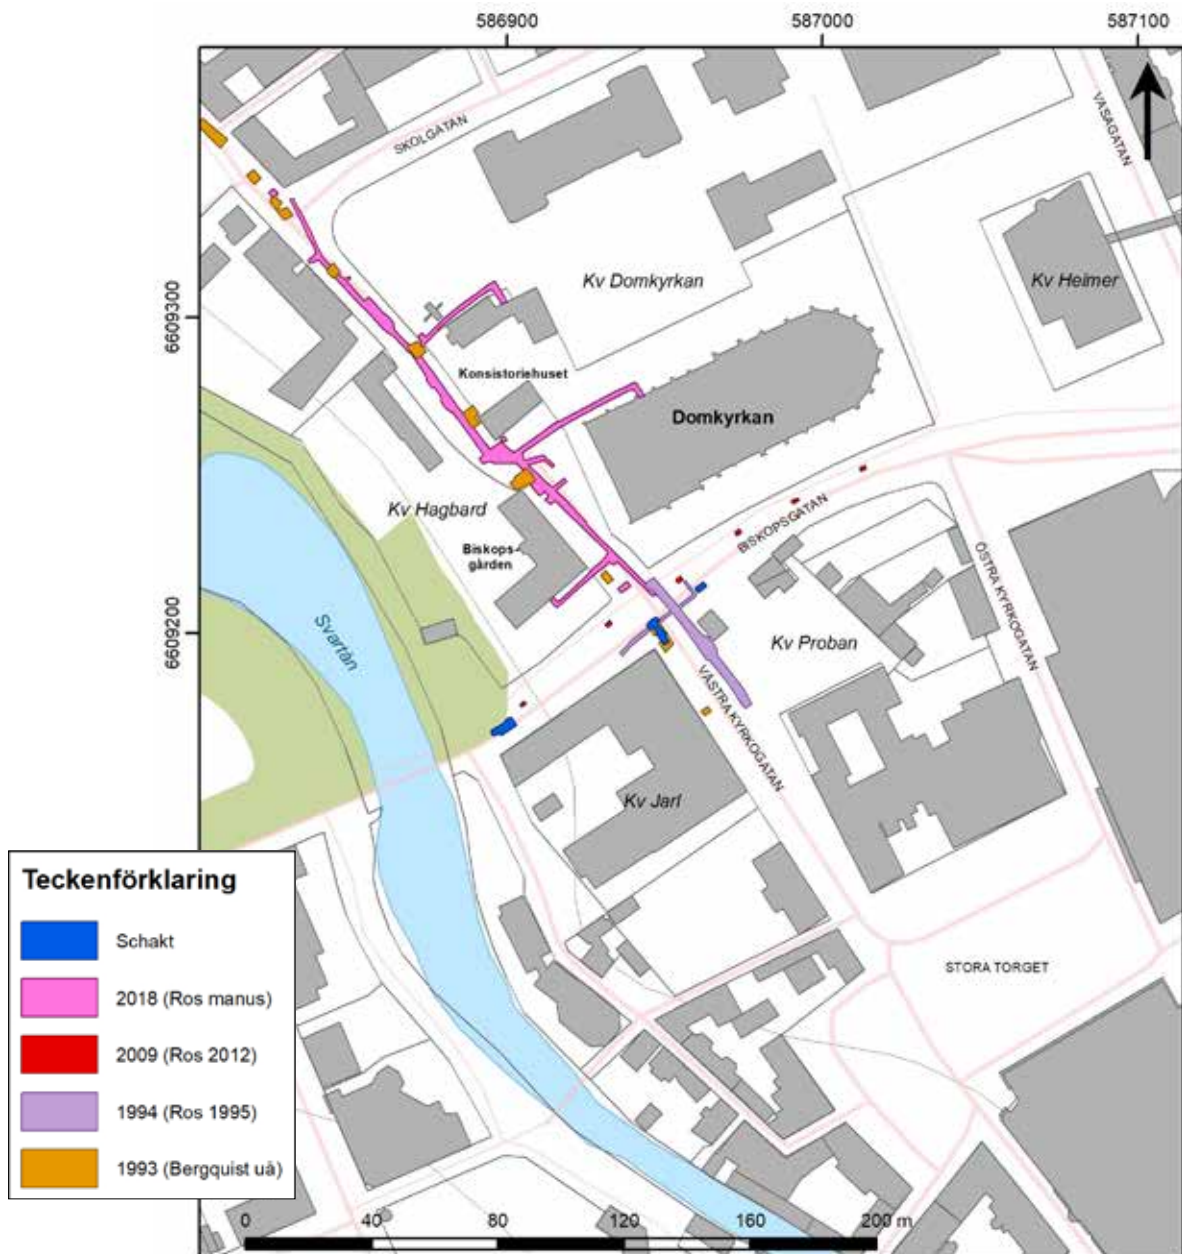 586900
587000
587100
6609300
6609200
SKOLGATAN
VASAGATAN
Kv Domkyrkan
Kv Heimer
Konsistoriehuset
Domkyrkan
Kv Hagbard
BISKOPSGATAN
Biskops-
gården
ÖSTRA KYRKOGATAN
Svartån
Kv Proban
VÄSTRA KYRKOGATAN
Kv Jarl
STORA TORGET
Teckenförklaring
Schakt
2018 (Ros manus)
2009 (Ros 2012)
1994 (Ros 1995)
1993 (Bergquist uå)
0
40
80
120
160
200 m